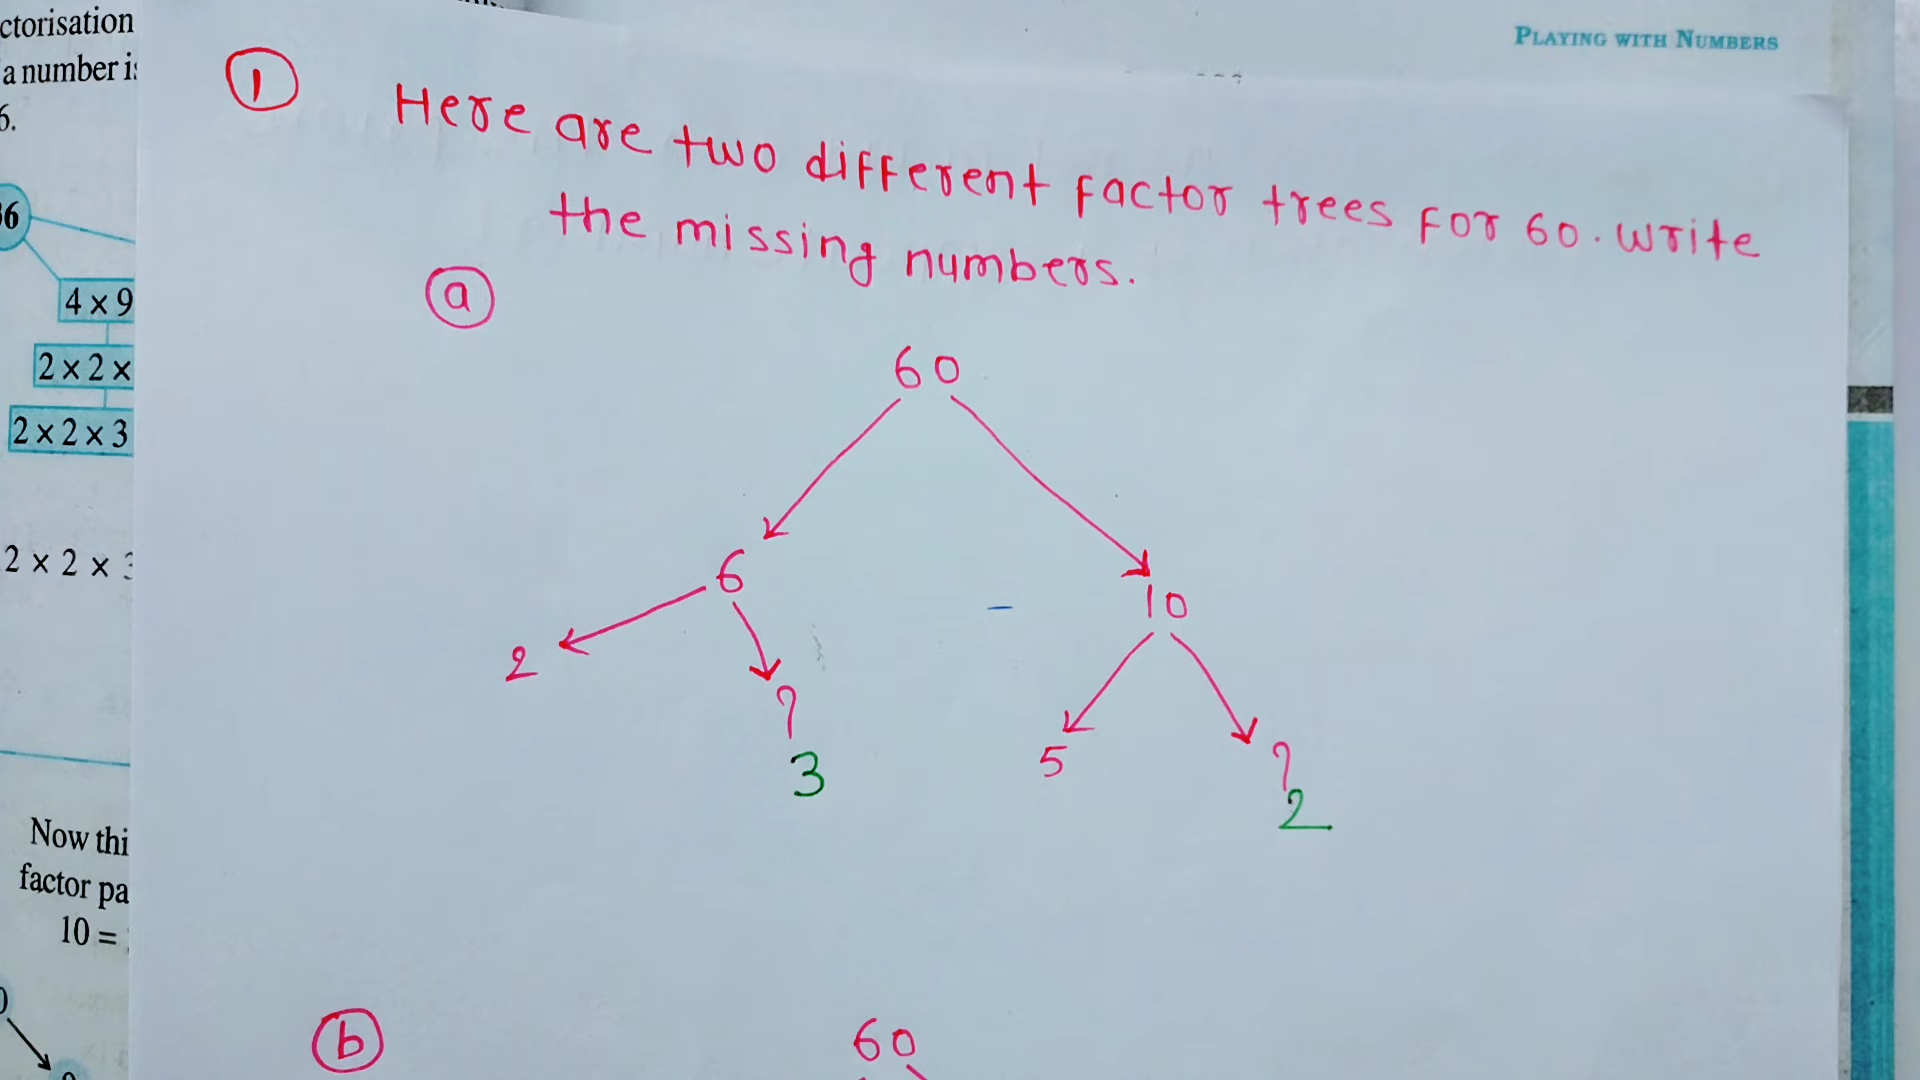 ctorisation
a number is
6.
PLAYING WITH NUMBERS
1
Here are two different factor trees for 60. write
the missing numbers.
a
60
6
10
2
?
5
?
3
2
36
4 × 9
2 × 2 ×
2 × 2 × 3
2 × 2 × 3
Now thi
factor pa
10 =
b
60